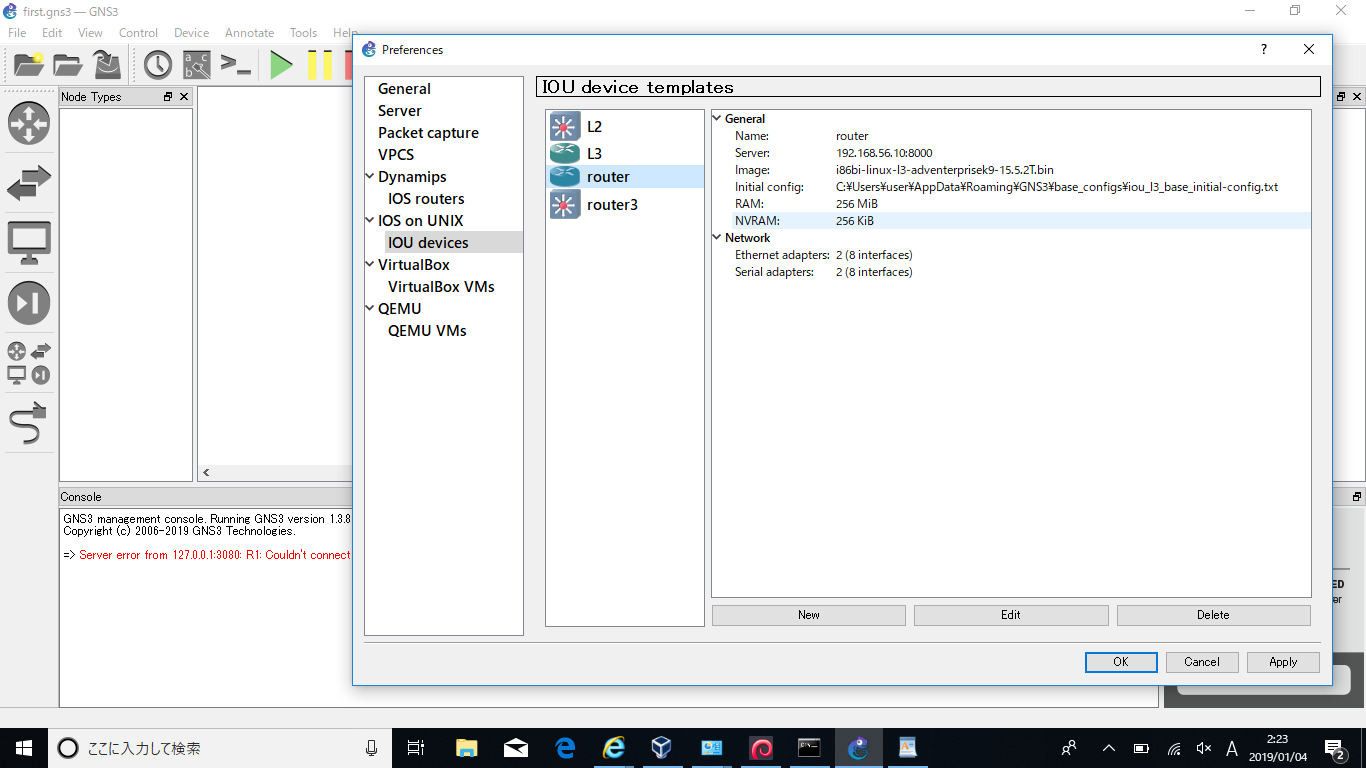 first.gns3 — GNS3
File Edit View Control Device Annotate Tools Help
Preferences
?
Node Types
General
Server
Packet capture
VPCS
Dynamips
IOS routers
IOS on UNIX
IOU devices
VirtualBox
VirtualBox VMs
QEMU
QEMU VMs
IOU device templates
L2
L3
router
router3
General
Name: router
Server: 192.168.56.10:8000
Image: i86bi-linux-l3-adventerprisek9-15.5.2T.bin
Initial config: C:¥Users¥user¥AppData¥Roaming¥GNS3¥base_configs¥iou_l3_base_initial-config.txt
RAM: 256 MiB
NVRAM: 256 KiB
Network
Ethernet adapters: 2 (8 interfaces)
Serial adapters: 2 (8 interfaces)
New Edit Delete
OK Cancel Apply
Console
GNS3 management console. Running GNS3 version 1.3.8
Copyright (c) 2006-2019 GNS3 Technologies.
=> Server error from 127.0.0.1:3080: R1: Couldn't connect
ここに入力して検索
A
2:23
2019/01/04
2